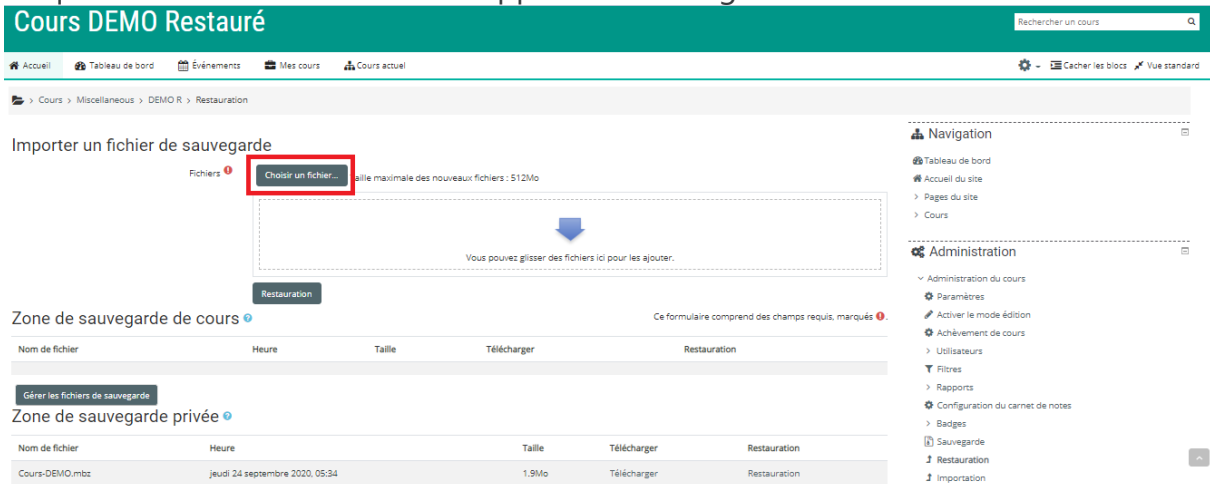 Cours DEMO Restauré
Rechercher un cours
Accueil Tableau de bord Événements Mes cours Cours actuel Cacher les blocs Vue standard
> Cours > Miscellaneous > DEMO R > Restauration
Importer un fichier de sauvegarde
Fichiers Choisir un fichier... aille maximale des nouveaux fichiers : 512Mo
Vous pouvez glisser des fichiers ici pour les ajouter.
Restauration
Zone de sauvegarde de cours
Ce formulaire comprend des champs requis, marqués .
Nom de fichier Heure Taille Télécharger Restauration
Gérer les fichiers de sauvegarde
Zone de sauvegarde privée
Nom de fichier Heure Taille Télécharger Restauration
Cours-DEMO.mbz jeudi 24 septembre 2020, 05:34 1.9Mo Télécharger Restauration
Navigation
Tableau de bord
Accueil du site
> Pages du site
> Cours
Administration
Administration du cours
Paramètres
Activer le mode édition
Achèvement de cours
> Utilisateurs
Filtres
> Rapports
Configuration du carnet de notes
> Badges
Sauvegarde
Restauration
Importation